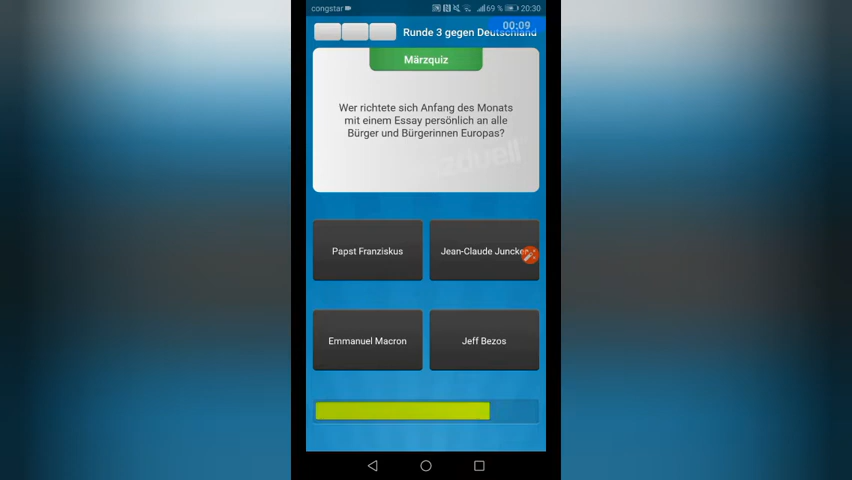 congstar
69 %
20:30
00:09
Runde 3 gegen Deutschland
Märzquiz
Wer richtete sich Anfang des Monats
mit einem Essay persönlich an alle
Bürger und Bürgerinnen Europas?
zduell
Papst Franziskus
Jean-Claude Juncker
Emmanuel Macron
Jeff Bezos